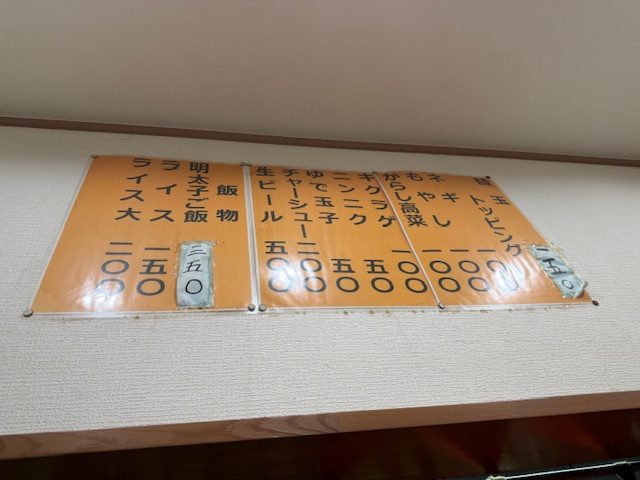 替玉 一五〇
トッピング
ネギ 一〇〇
もやし 一〇〇
からし高菜 一〇〇
キクラゲ 一〇〇
ニンニク 五〇
ゆで玉子 五〇
チャーシュー 二〇〇
生ビール 五〇〇
飯物
明太子ご飯 三五〇
ライス 一五〇
ライス大 二〇〇